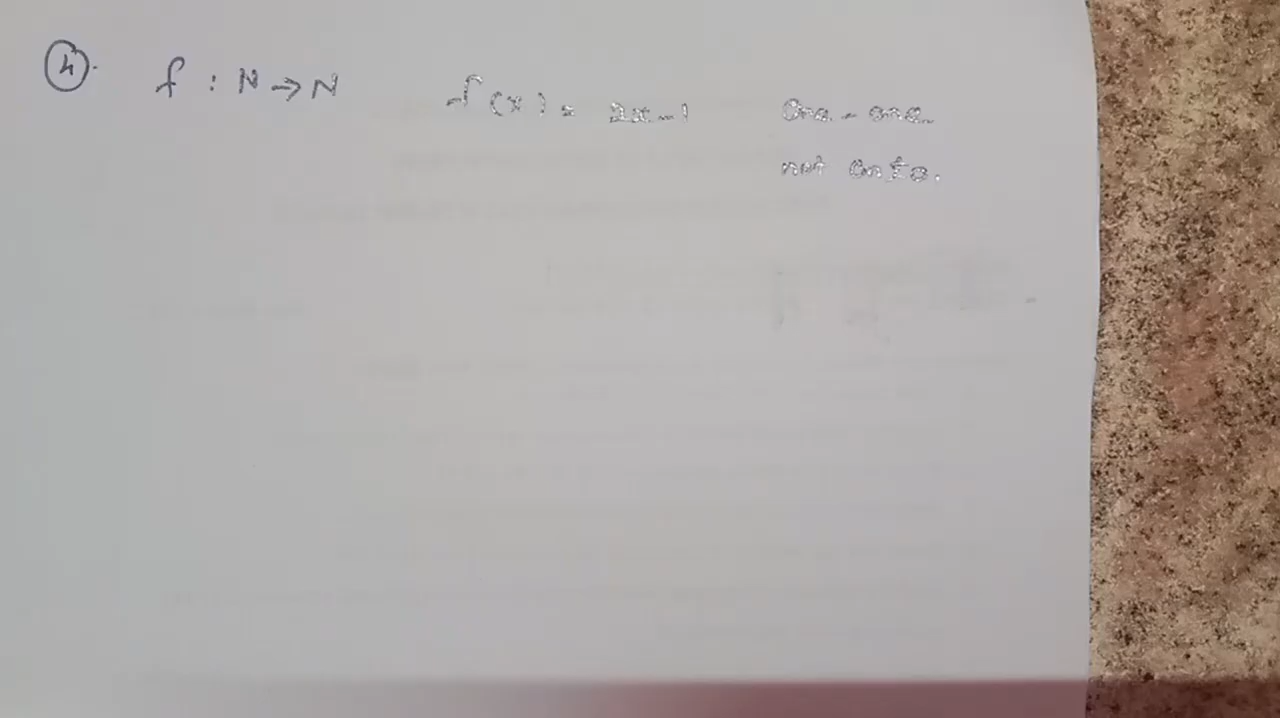 4. f : N → N f(x) = 2x-1 one-one
not onto.